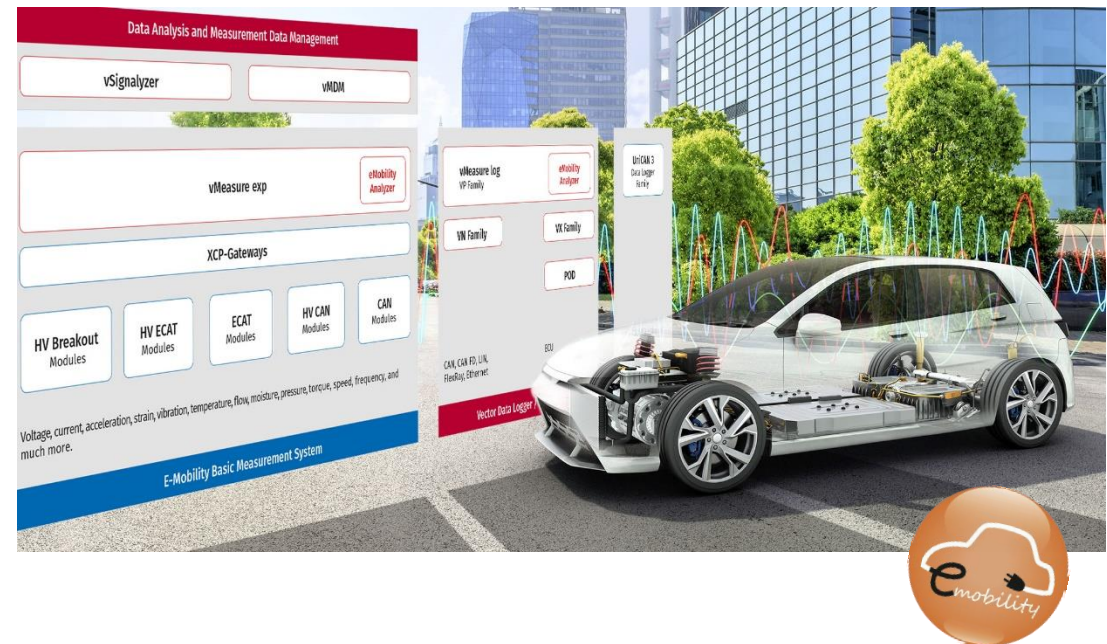 Data Analysis and Measurement Data Management
vSignalyzer
vMDM
vMeasure exp
eMobility
Analyzer
XCP-Gateways
HV Breakout
Modules
HV ECAT
Modules
ECAT
Modules
HV CAN
Modules
CAN
Modules
Voltage, current, acceleration, strain, vibration, temperature, flow, moisture, pressure, torque, speed, frequency, and
much more.
E-Mobility Basic Measurement System
vMeasure log
VP Family
eMobility
Analyzer
VN Family
VX Family
POD
CAN, CAN FD, LIN,
FlexRay, Ethernet
ECU
Vector Data Logger
UniCAN 3
Data Logger
Family
emobility